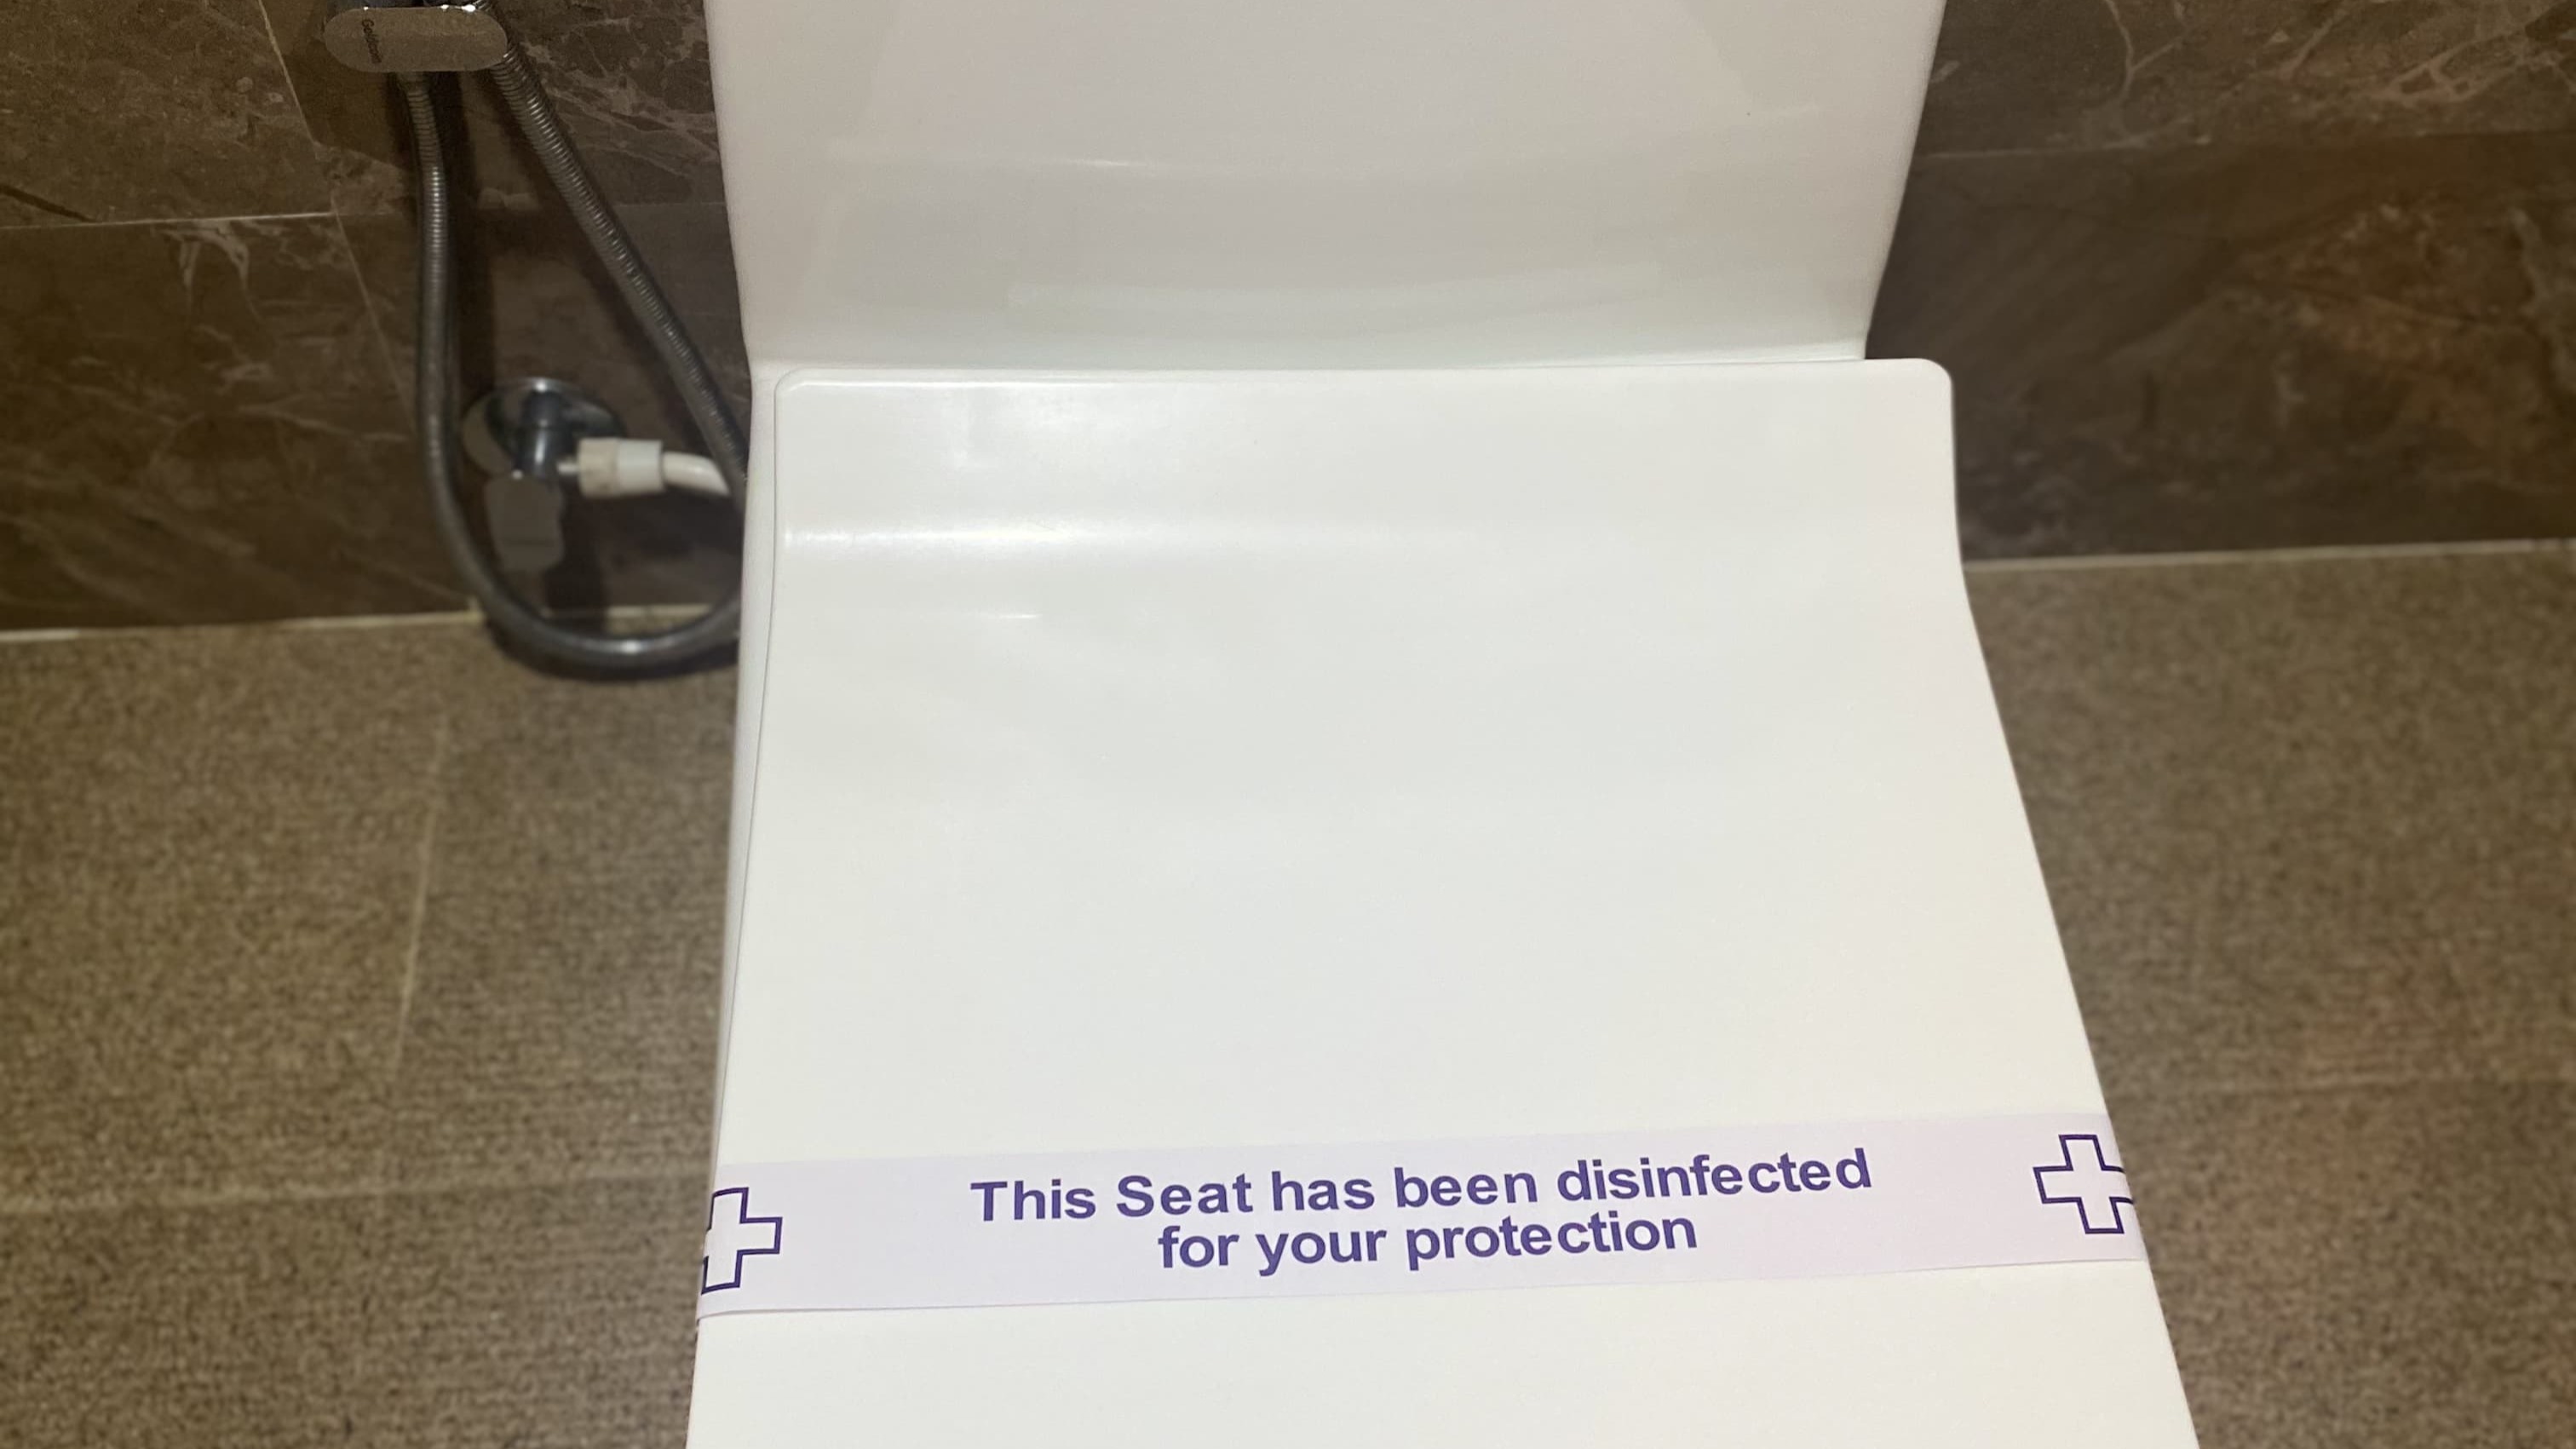 This Seat has been disinfected
for your protection